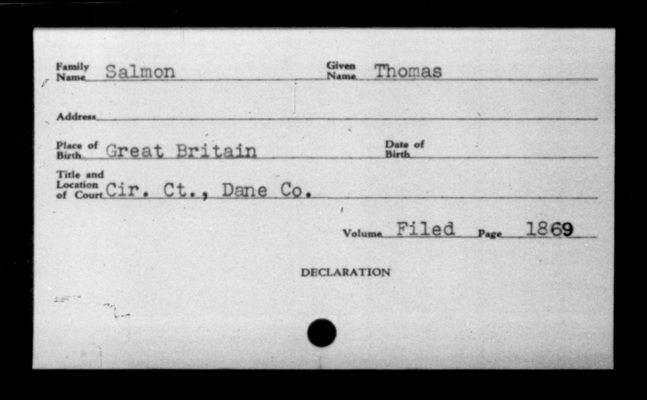 Family Name Salmon Given Name Thomas
Address
Place of Birth Great Britain Date of Birth
Title and Location of Court Cir. Ct., Dane Co.
Volume Filed Page 1869
DECLARATION